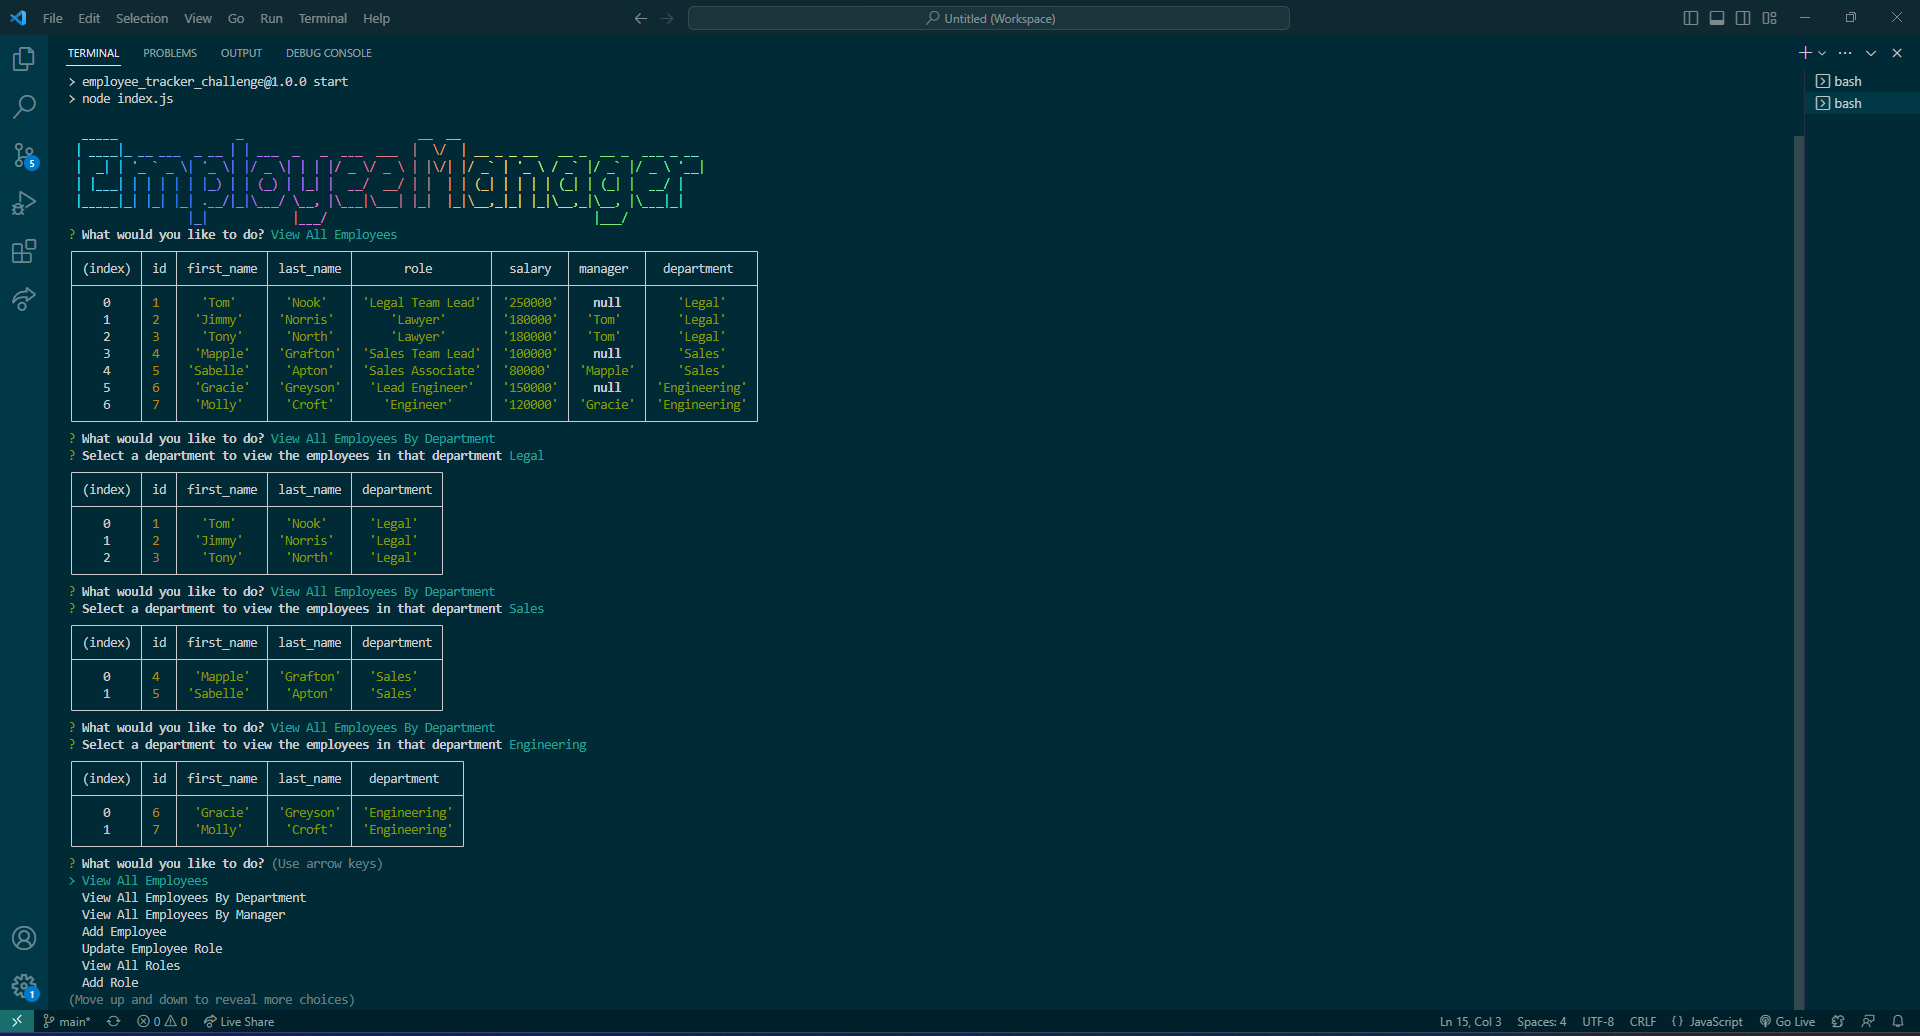 File Edit Selection View Go Run Terminal Help
Untitled (Workspace)
TERMINAL PROBLEMS OUTPUT DEBUG CONSOLE
> employee_tracker_challenge@1.0.0 start
> node index.js
Employee Manager
? What would you like to do? View All Employees
(index) id first_name last_name role salary manager department
0 1 'Tom' 'Nook' 'Legal Team Lead' '250000' null 'Legal'
1 2 'Jimmy' 'Norris' 'Lawyer' '180000' 'Tom' 'Legal'
2 3 'Tony' 'North' 'Lawyer' '180000' 'Tom' 'Legal'
3 4 'Mapple' 'Grafton' 'Sales Team Lead' '100000' null 'Sales'
4 5 'Sabelle' 'Apton' 'Sales Associate' '80000' 'Mapple' 'Sales'
5 6 'Gracie' 'Greyson' 'Lead Engineer' '150000' null 'Engineering'
6 7 'Molly' 'Croft' 'Engineer' '120000' 'Gracie' 'Engineering'
? What would you like to do? View All Employees By Department
? Select a department to view the employees in that department Legal
(index) id first_name last_name department
0 1 'Tom' 'Nook' 'Legal'
1 2 'Jimmy' 'Norris' 'Legal'
2 3 'Tony' 'North' 'Legal'
? What would you like to do? View All Employees By Department
? Select a department to view the employees in that department Sales
(index) id first_name last_name department
0 4 'Mapple' 'Grafton' 'Sales'
1 5 'Sabelle' 'Apton' 'Sales'
? What would you like to do? View All Employees By Department
? Select a department to view the employees in that department Engineering
(index) id first_name last_name department
0 6 'Gracie' 'Greyson' 'Engineering'
1 7 'Molly' 'Croft' 'Engineering'
? What would you like to do? (Use arrow keys)
> View All Employees
View All Employees By Department
View All Employees By Manager
Add Employee
Update Employee Role
View All Roles
Add Role
(Move up and down to reveal more choices)
bash
bash
5
1
main* 0 0 Live Share Ln 15, Col 3 Spaces: 4 UTF-8 CRLF {} JavaScript Go Live